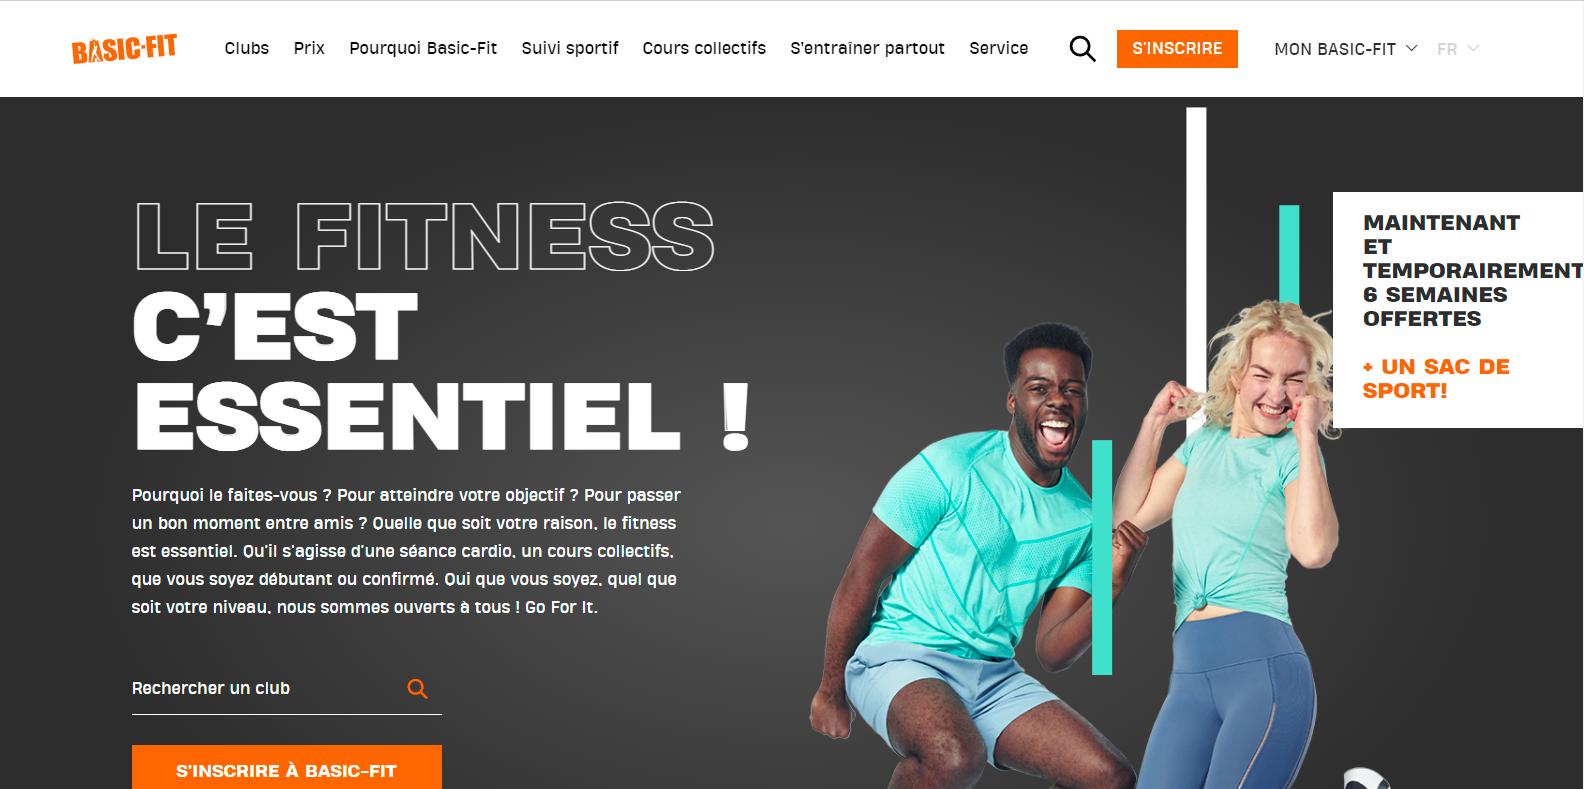 BASIC-FIT
Clubs Prix Pourquoi Basic-Fit Suivi sportif Cours collectifs S'entraîner partout Service S'INSCRIRE MON BASIC-FIT FR
LE FITNESS
C'EST
ESSENTIEL !
Pourquoi le faites-vous ? Pour atteindre votre objectif ? Pour passer
un bon moment entre amis ? Quelle que soit votre raison, le fitness
est essentiel. Qu'il s'agisse d'une séance cardio, un cours collectifs,
que vous soyez débutant ou confirmé. Qui que vous soyez, quel que
soit votre niveau, nous sommes ouverts à tous ! Go For It.
Rechercher un club
S'INSCRIRE À BASIC-FIT
MAINTENANT
ET
TEMPORAIREMENT
6 SEMAINES
OFFERTES
+ UN SAC DE
SPORT!